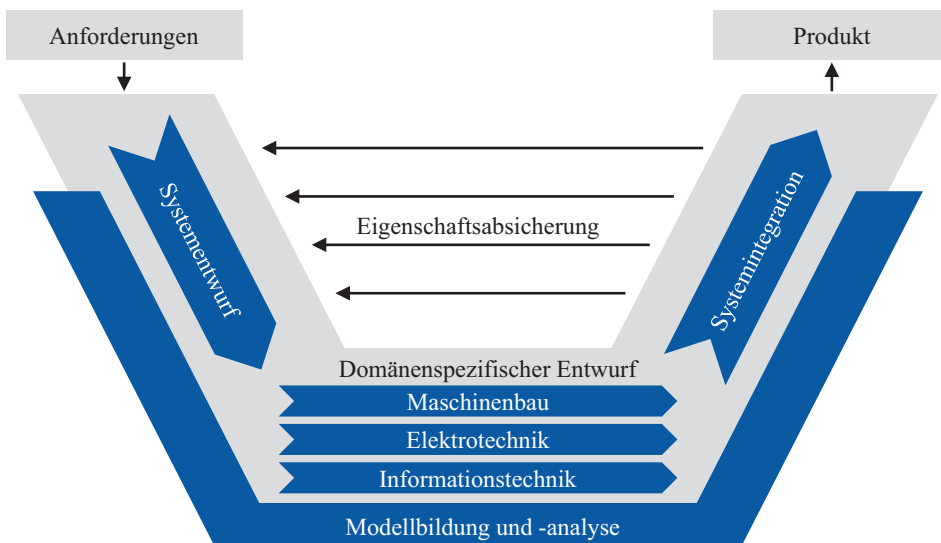 Anforderungen
Produkt
Systementwurf
Eigenschaftsabsicherung
Systemintegration
Domänenspezifischer Entwurf
Maschinenbau
Elektrotechnik
Informationstechnik
Modellbildung und -analyse